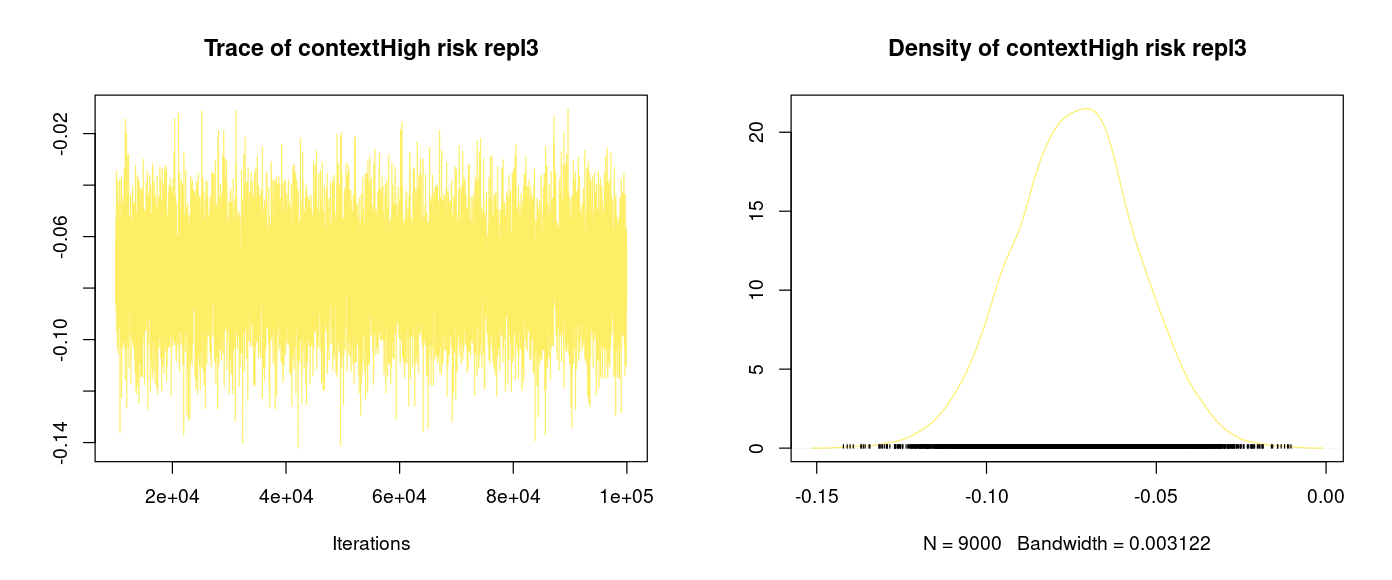 Trace of contextHigh risk repl3
-0.02
-0.06
-0.10
-0.14
2e+04 4e+04 6e+04 8e+04 1e+05
Iterations
Density of contextHigh risk repl3
20
15
10
5
0
-0.15 -0.10 -0.05 0.00
N = 9000 Bandwidth = 0.003122